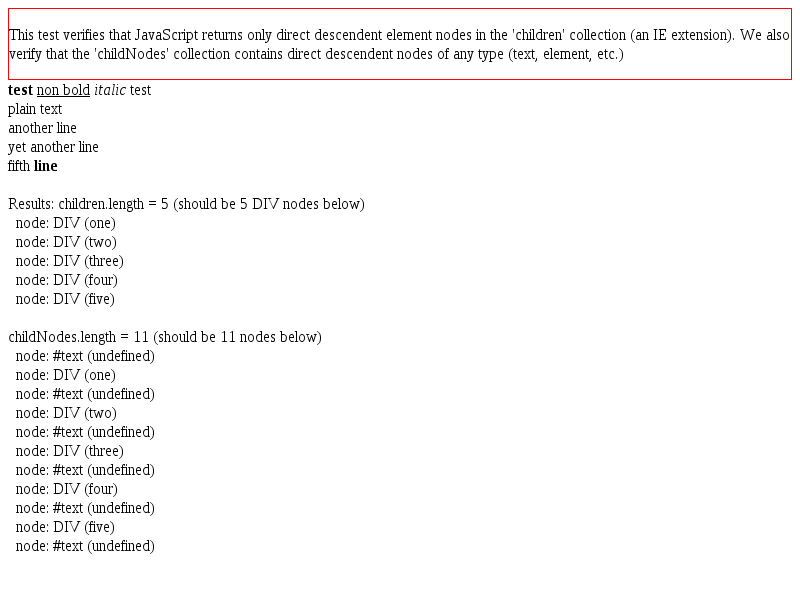 This test verifies that JavaScript returns only direct descendent element nodes in the 'children' collection (an IE extension). We also
verify that the 'childNodes' collection contains direct descendent nodes of any type (text, element, etc.)
test non bold italic test
plain text
another line
yet another line
fifth line
Results: children.length = 5 (should be 5 DIV nodes below)
node: DIV (one)
node: DIV (two)
node: DIV (three)
node: DIV (four)
node: DIV (five)
childNodes.length = 11 (should be 11 nodes below)
node: #text (undefined)
node: DIV (one)
node: #text (undefined)
node: DIV (two)
node: #text (undefined)
node: DIV (three)
node: #text (undefined)
node: DIV (four)
node: #text (undefined)
node: DIV (five)
node: #text (undefined)